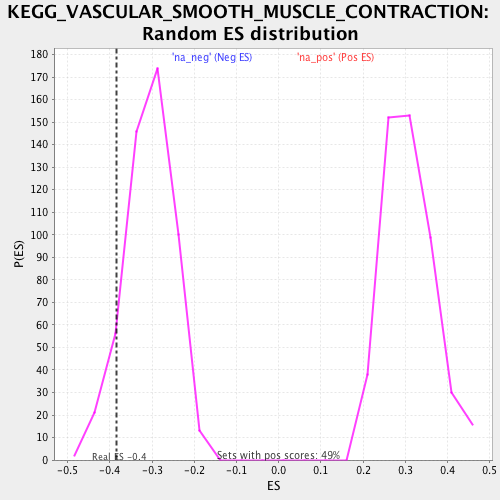 KEGG_VASCULAR_SMOOTH_MUSCLE_CONTRACTION:
Random ES distribution
'na_neg' (Neg ES)
'na_pos' (Pos ES)
180
170
160
150
140
130
120
110
100
90
80
70
60
50
40
30
20
10
0
P(ES)
Real ES -0.4
Sets with pos scores: 49%
-0.5 -0.4 -0.3 -0.2 -0.1 0.0 0.1 0.2 0.3 0.4 0.5
ES